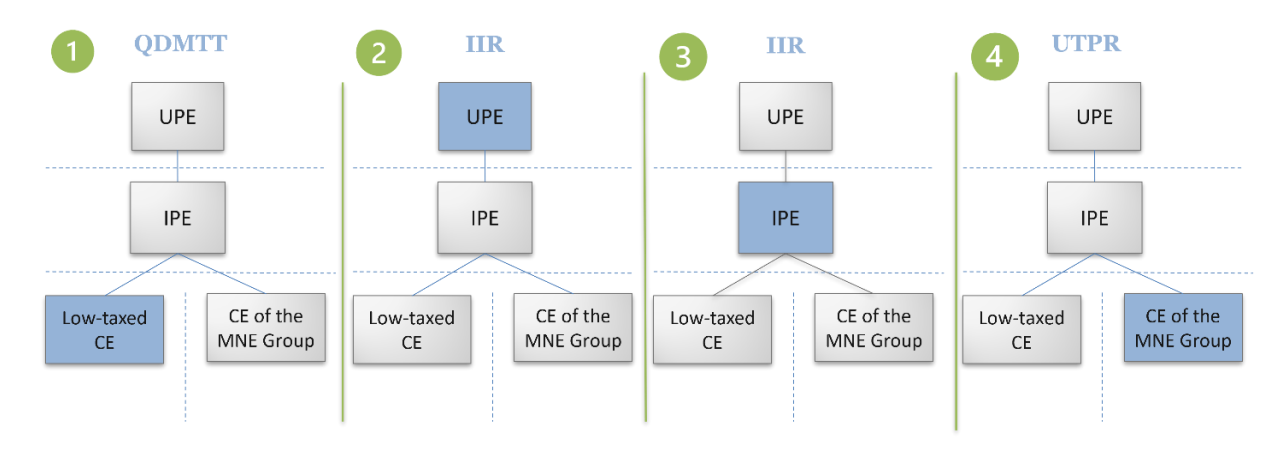 1
QDMTT
UPE
IPE
Low-taxed
CE
CE of the
MNE Group
2
IIR
UPE
IPE
Low-taxed
CE
CE of the
MNE Group
3
IIR
UPE
IPE
Low-taxed
CE
CE of the
MNE Group
4
UTPR
UPE
IPE
Low-taxed
CE
CE of the
MNE Group